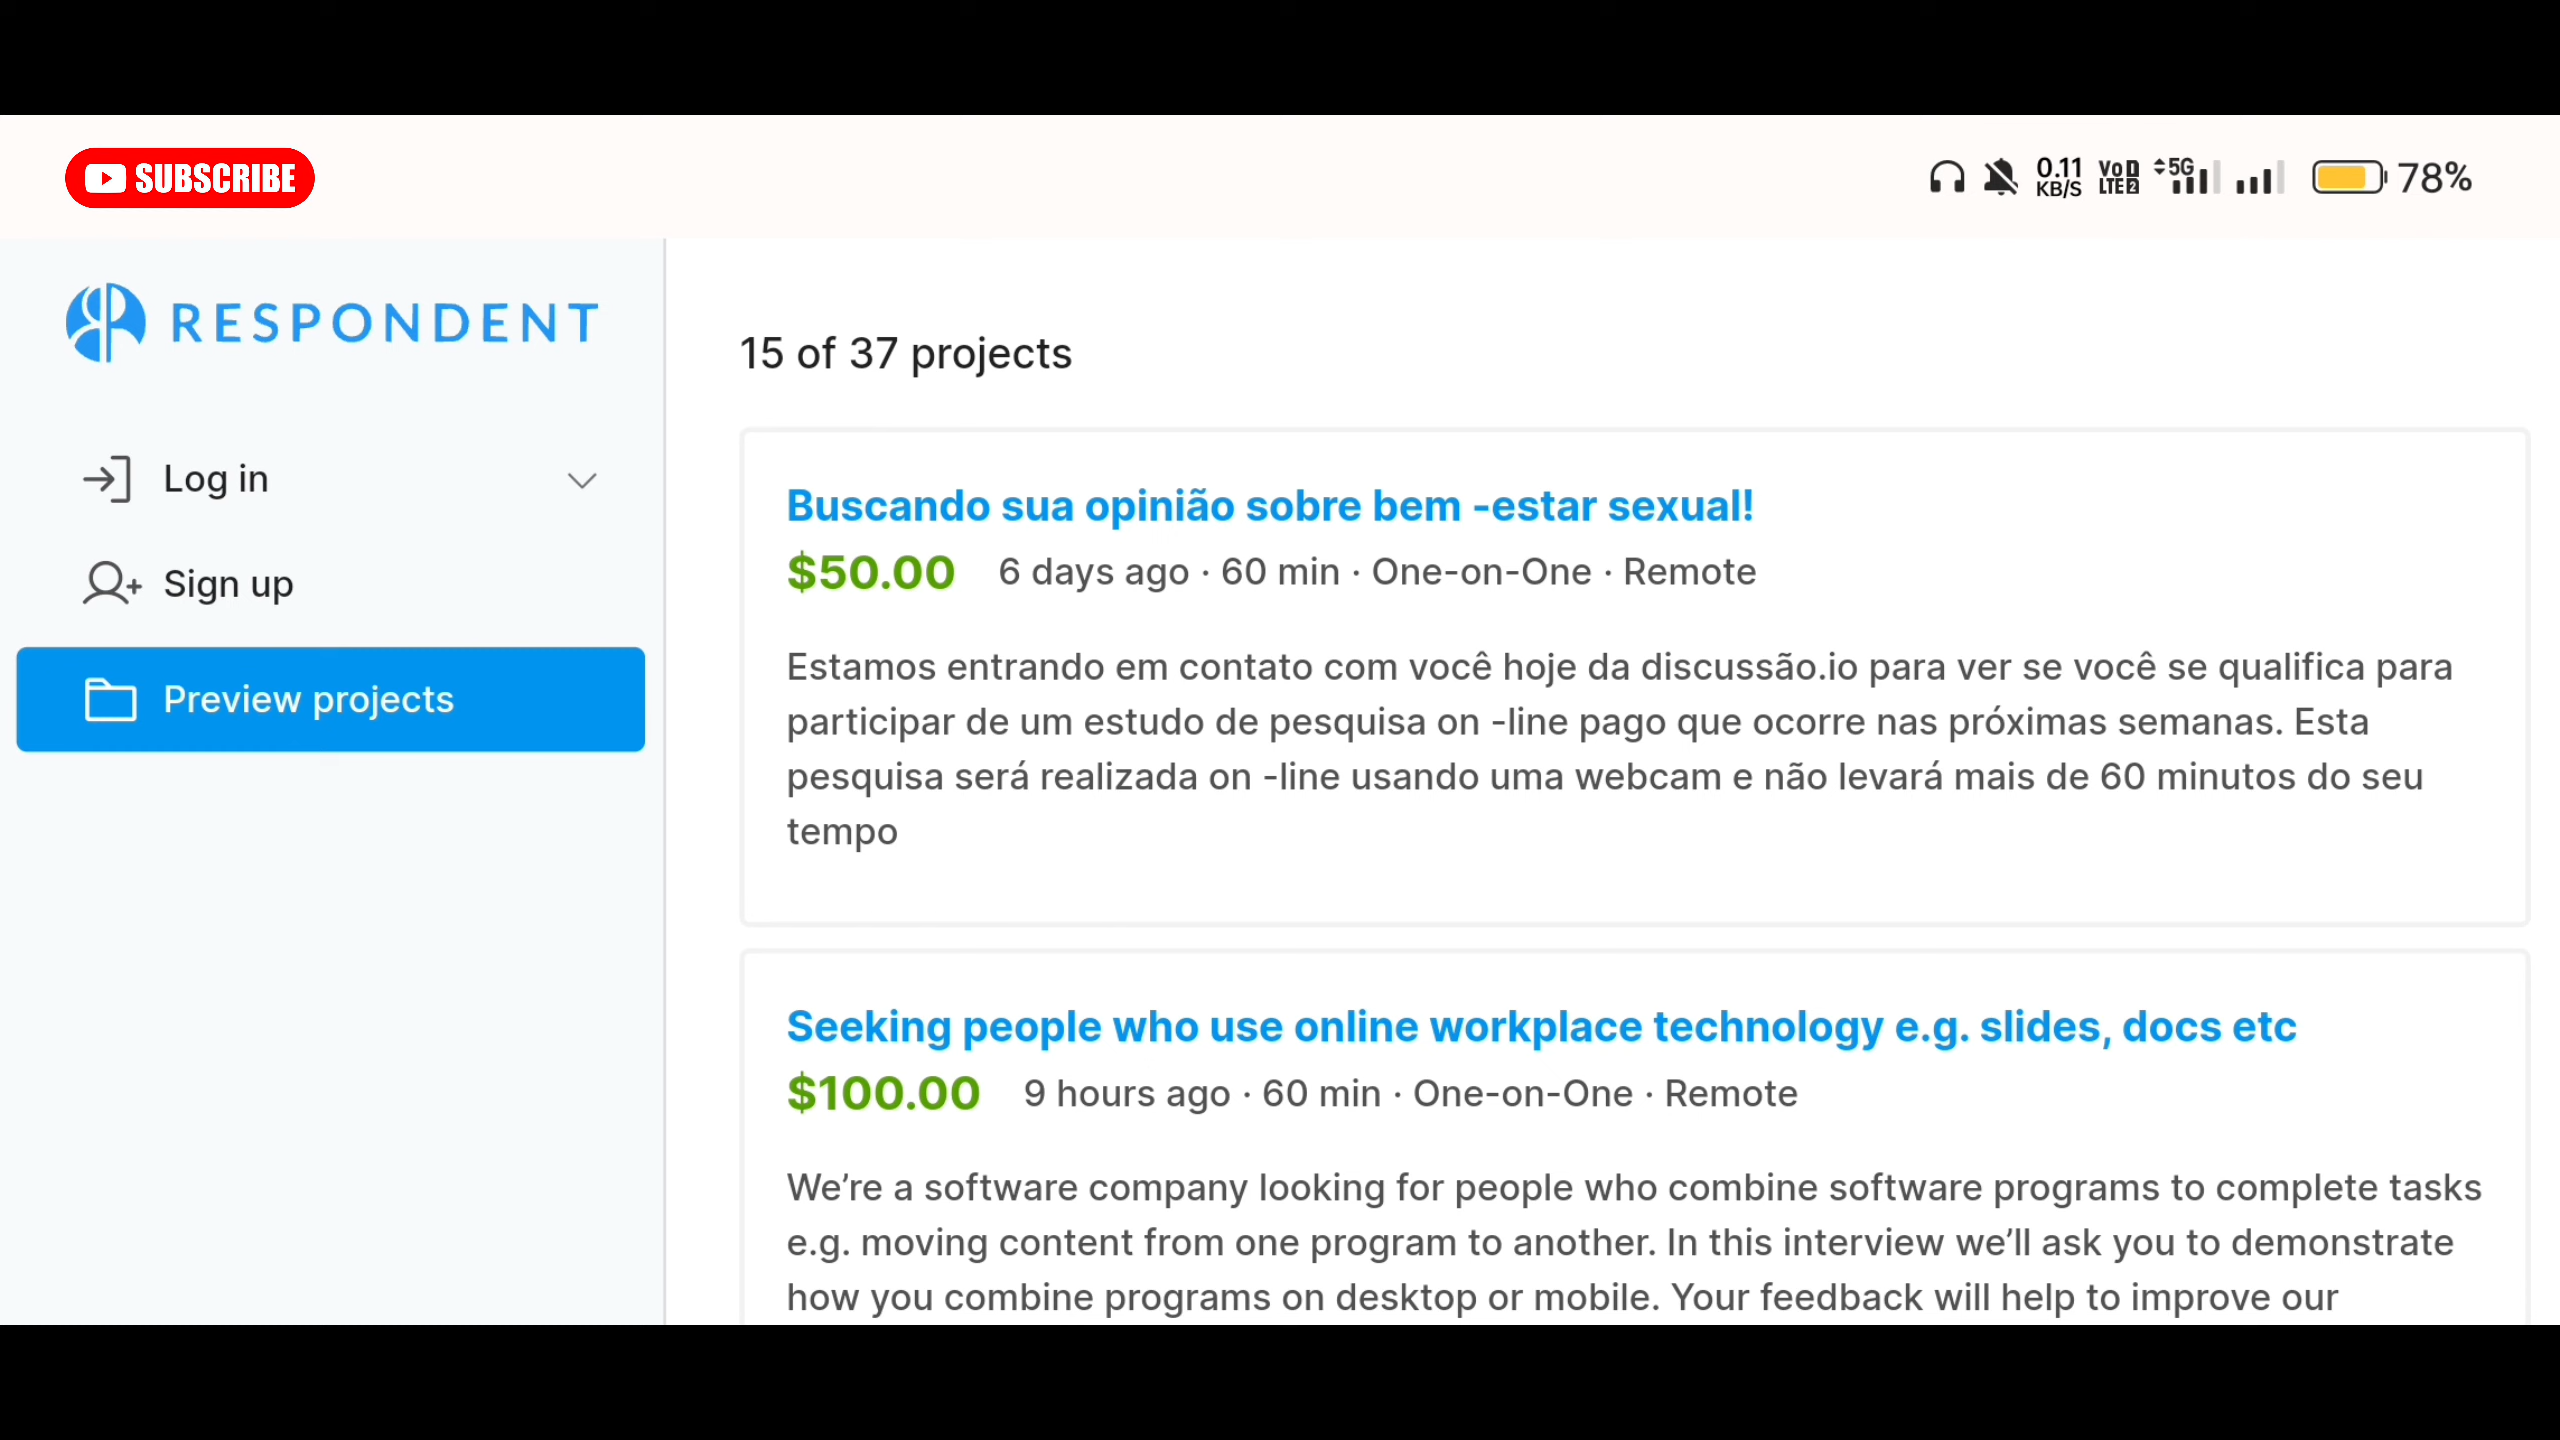 SUBSCRIBE
0.11 KB/S VoD LTE 2 5G 78%
RESPONDENT
Log in
Sign up
Preview projects
15 of 37 projects
Buscando sua opinião sobre bem -estar sexual!
$50.00 6 days ago · 60 min · One-on-One · Remote
Estamos entrando em contato com você hoje da discussão.io para ver se você se qualifica para
participar de um estudo de pesquisa on -line pago que ocorre nas próximas semanas. Esta
pesquisa será realizada on -line usando uma webcam e não levará mais de 60 minutos do seu
tempo
Seeking people who use online workplace technology e.g. slides, docs etc
$100.00 9 hours ago · 60 min · One-on-One · Remote
We’re a software company looking for people who combine software programs to complete tasks
e.g. moving content from one program to another. In this interview we’ll ask you to demonstrate
how you combine programs on desktop or mobile. Your feedback will help to improve our